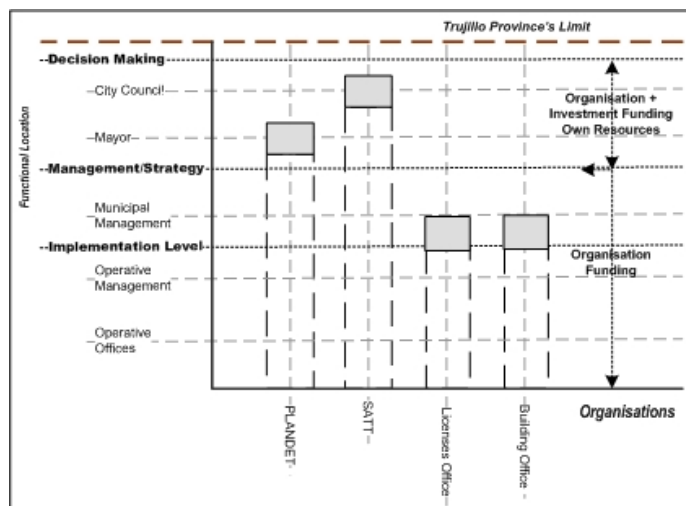 Trujillo Province's Limit
Decision Making
City Council
Mayor
Management/Strategy
Municipal
Management
Implementation Level
Operative
Management
Operative
Offices
Functional Location
Organisation +
Investment Funding
Own Resources
Organisation
Funding
PLANDET
SATT
Licenses Office
Building Office
Organisations